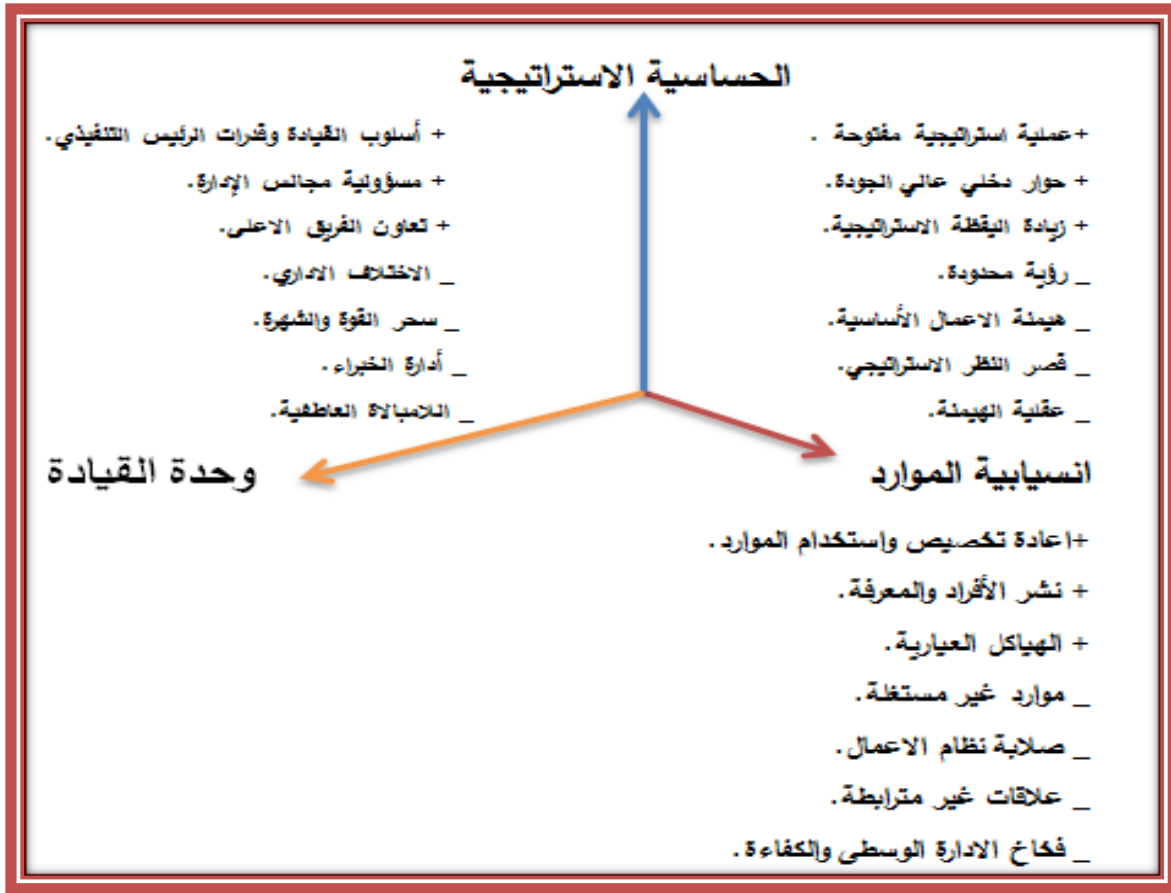 الحساسية الاستراتيجية
+عملية استراتيجية مفتوحة .
+ حوار دخلي عالي الجودة.
+ زيادة اليقظة الاستراتيجية.
_ رؤية محدودة.
_ هيمنة الاعمال الأساسية.
_ قصر النظر الاستراتيجي.
_ عقلية الهيمنة.
+ أسلوب القيادة وقدرات الرئيس التنفيذي.
+ مسؤولية مجالس الإدارة.
+ تعاون الفريق الاعلى.
_ الاختلاف الاداري.
_ سحر القوة والشهرة.
_ أدارة الخبراء.
_ اللامبالاة العاطفية.
انسيابية الموارد
وحدة القيادة
+اعادة تخصيص واستخدام الموارد.
+ نشر الأفراد والمعرفة.
+ الهياكل العيارية.
_ موارد غير مستغلة.
_ صلابة نظام الاعمال.
_ علاقات غير مترابطة.
_ فخاخ الادارة الوسطى والكفاءة.